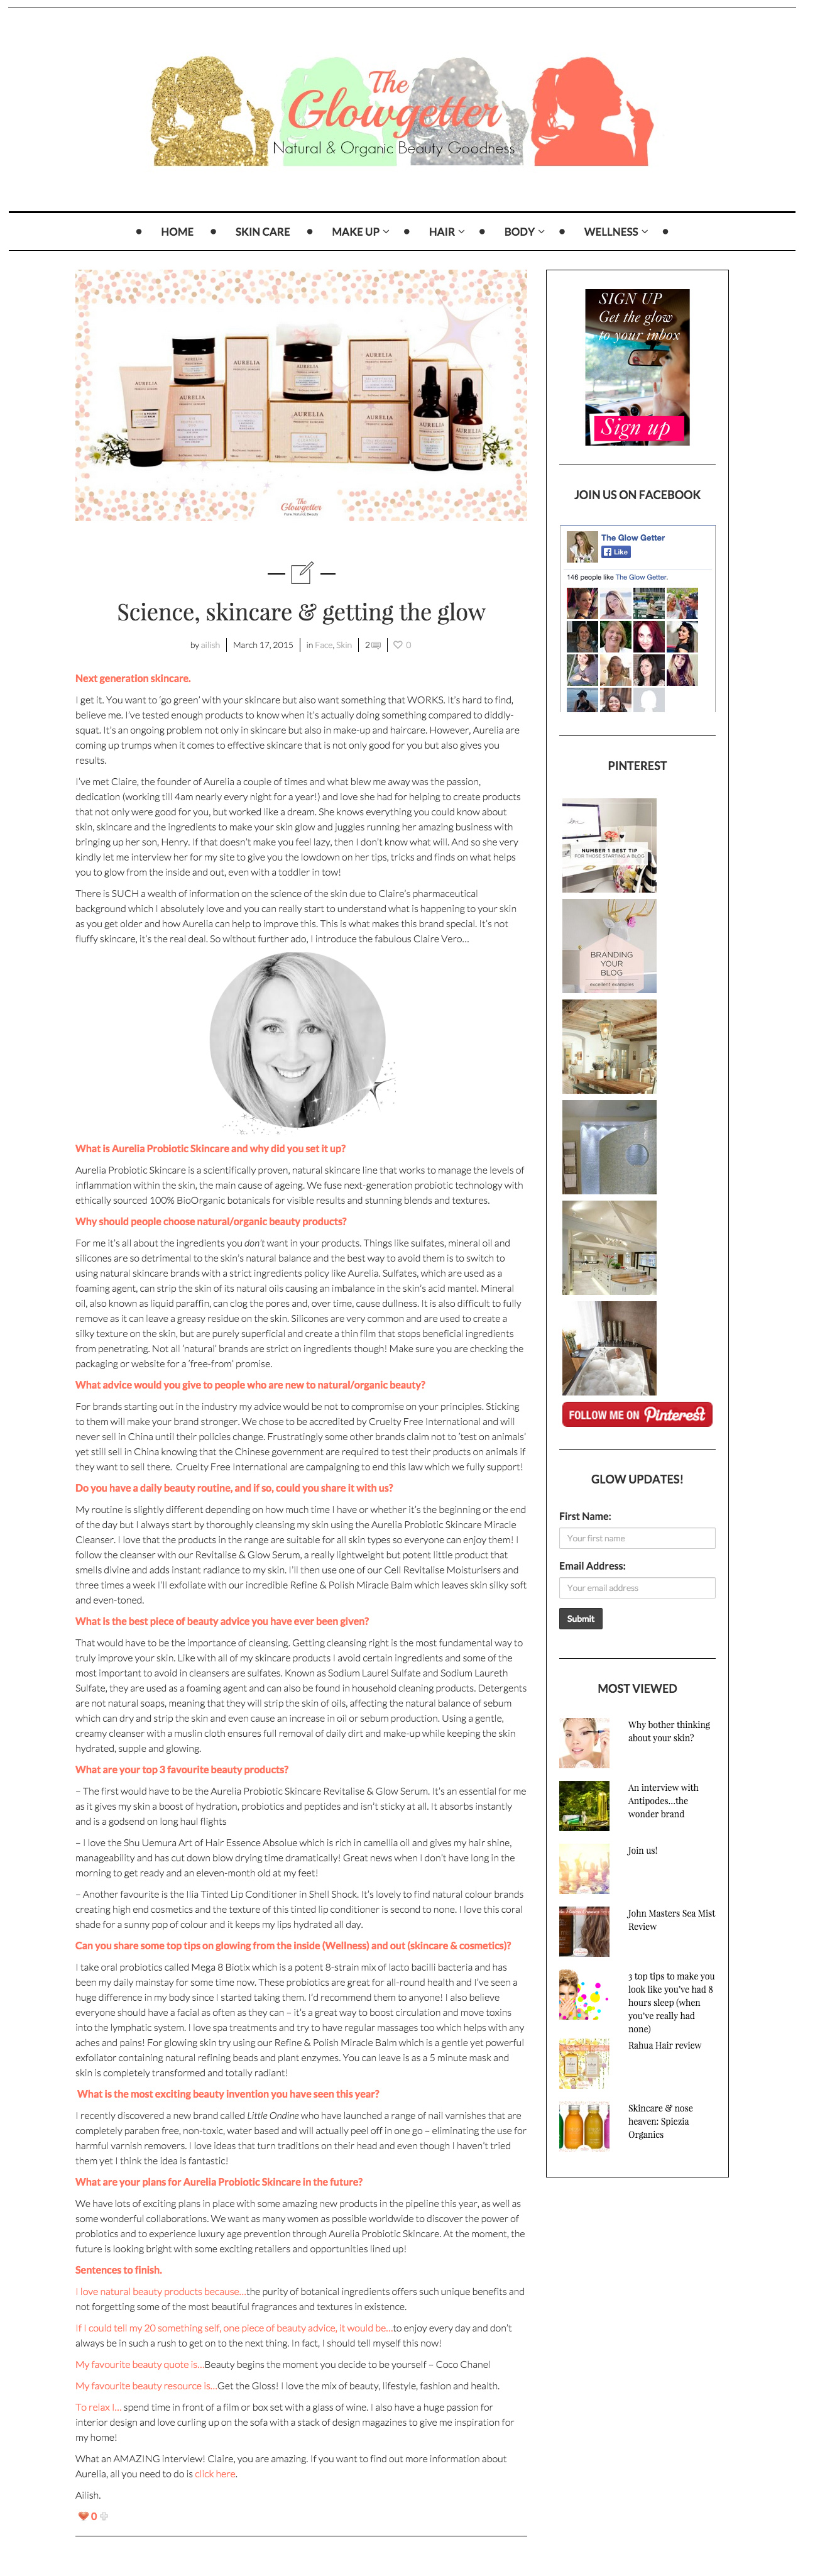 The
Glowgetter
Natural & Organic Beauty Goodness
HOME
SKIN CARE
MAKE UP
HAIR
BODY
WELLNESS
AURELIA
AURELIA
AURELIA
AURELIA
AURELIA
The
Glowgetter
Pure Natural Beauty
Science, skincare & getting the glow
by ailish
March 17, 2015
in Face, Skin
2
0
Next generation skincare.
I get it. You want to ‘go green’ with your skincare but also want something that WORKS. It’s hard to find,
believe me. I’ve tested enough products to know when it’s actually doing something compared to diddly-
squat. It’s an ongoing problem not only in skincare but also in make-up and haircare. However, Aurelia are
coming up trumps when it comes to effective skincare that is not only good for you but also gives you
results.
I’ve met Claire, the founder of Aurelia a couple of times and what blew me away was the passion,
dedication (working till 4am nearly every night for a year!) and love she had for helping to create products
that not only were good for you, but worked like a dream. She knows everything you could know about
skin, skincare and the ingredients to make your skin glow and juggles running her amazing business with
bringing up her son, Henry. If that doesn’t make you feel lazy, then I don’t know what will. And so she very
kindly let me interview her for my site to give you the lowdown on her tips, tricks and finds on what helps
you to glow from the inside and out, even with a toddler in tow!
There is SUCH a wealth of information on the science of the skin due to Claire’s pharmaceutical
background which I absolutely love and you can really start to understand what is happening to your skin
as you get older and how Aurelia can help to improve this. This is what makes this brand special. It’s not
fluffy skincare, it’s the real deal. So without further ado, I introduce the fabulous Claire Vero…
What is Aurelia Probiotic Skincare and why did you set it up?
Aurelia Probiotic Skincare is a scientifically proven, natural skincare line that works to manage the levels of
inflammation within the skin, the main cause of ageing. We fuse next-generation probiotic technology with
ethically sourced 100% BioOrganic botanicals for visible results and stunning blends and textures.
Why should people choose natural/organic beauty products?
For me it’s all about the ingredients you don’t want in your products. Things like sulfates, mineral oil and
silicones are so detrimental to the skin’s natural balance and the best way to avoid them is to switch to
using natural skincare brands with a strict ingredients policy like Aurelia. Sulfates, which are used as a
foaming agent, can strip the skin of its natural oils causing an imbalance in the skin’s acid mantel. Mineral
oil, also known as liquid paraffin, can clog the pores and, over time, cause dullness. It is also difficult to fully
remove as it can leave a greasy residue on the skin. Silicones are very common and are used to create a
silky texture on the skin, but are purely superficial and create a thin film that stops beneficial ingredients
from penetrating. Not all ‘natural’ brands are strict on ingredients though! Make sure you are checking the
packaging or website for a ‘free-from’ promise.
What advice would you give to people who are new to natural/organic beauty?
For brands starting out in the industry my advice would be not to compromise on your principles. Sticking
to them will make your brand stronger. We chose to be accredited by Cruelty Free International and will
never sell in China until their policies change. Frustratingly some other brands claim not to ‘test on animals’
yet still sell in China knowing that the Chinese government are required to test their products on animals if
they want to sell there. Cruelty Free International are campaigning to end this law which we fully support!
Do you have a daily beauty routine, and if so, could you share it with us?
My routine is slightly different depending on how much time I have or whether it’s the beginning or the end
of the day but I always start by thoroughly cleansing my skin using the Aurelia Probiotic Skincare Miracle
Cleanser. I love that the products in the range are suitable for all skin types so everyone can enjoy them! I
follow the cleanser with our Revitalise & Glow Serum, a really lightweight but potent little product that
smells divine and adds instant radiance to my skin. I’ll then use one of our Cell Revitalise Moisturisers and
three times a week I’ll exfoliate with our incredible Refine & Polish Miracle Balm which leaves skin silky soft
and even-toned.
What is the best piece of beauty advice you have ever been given?
That would have to be the importance of cleansing. Getting cleansing right is the most fundamental way to
truly improve your skin. Like with all of my skincare products I avoid certain ingredients and some of the
most important to avoid in cleansers are sulfates. Known as Sodium Laurel Sulfate and Sodium Laureth
Sulfate, they are used as a foaming agent and can also be found in household cleaning products. Detergents
are not natural soaps, meaning that they will strip the skin of oils, affecting the natural balance of sebum
which can dry and strip the skin and even cause an increase in oil or sebum production. Using a gentle,
creamy cleanser with a muslin cloth ensures full removal of daily dirt and make-up while keeping the skin
hydrated, supple and glowing.
What are your top 3 favourite beauty products?
– The first would have to be the Aurelia Probiotic Skincare Revitalise & Glow Serum. It’s an essential for me
as it gives my skin a boost of hydration, probiotics and peptides and isn’t sticky at all. It absorbs instantly
and is a godsend on long haul flights
– I love the Shu Uemura Art of Hair Essence Absolue which is rich in camellia oil and gives my hair shine,
manageability and has cut down blow drying time dramatically! Great news when I don’t have long in the
morning to get ready and an eleven-month old at my feet!
– Another favourite is the Ilia Tinted Lip Conditioner in Shell Shock. It’s lovely to find natural colour brands
creating high end cosmetics and the texture of this tinted lip conditioner is second to none. I love this coral
shade for a sunny pop of colour and it keeps my lips hydrated all day.
Can you share some top tips on glowing from the inside (Wellness) and out (skincare & cosmetics)?
I take oral probiotics called Mega 8 Biotix which is a potent 8-strain mix of lacto bacilli bacteria and has
been my daily mainstay for some time now. These probiotics are great for all-round health and I’ve seen a
huge difference in my body since I started taking them. I’d recommend them to anyone! I also believe
everyone should have a facial as often as they can – it’s a great way to boost circulation and move toxins
into the lymphatic system. I love spa treatments and try to have regular massages too which helps with any
aches and pains! For glowing skin try using our Refine & Polish Miracle Balm which is a gentle yet powerful
exfoliator containing natural refining beads and plant enzymes. You can leave is as a 5 minute mask and
skin is completely transformed and totally radiant!
What is the most exciting beauty invention you have seen this year?
I recently discovered a new brand called Little Ondine who have launched a range of nail varnishes that are
completely paraben free, non-toxic, water based and will actually peel off in one go – eliminating the use for
harmful varnish removers. I love ideas that turn traditions on their head and even though I haven’t tried
them yet I think the idea is fantastic!
What are your plans for Aurelia Probiotic Skincare in the future?
We have lots of exciting plans in place with some amazing new products in the pipeline this year, as well as
some wonderful collaborations. We want as many women as possible worldwide to discover the power of
probiotics and to experience luxury age prevention through Aurelia Probiotic Skincare. At the moment, the
future is looking bright with some exciting retailers and opportunities lined up!
Sentences to finish.
I love natural beauty products because…the purity of botanical ingredients offers such unique benefits and
not forgetting some of the most beautiful fragrances and textures in existence.
If I could tell my 20 something self, one piece of beauty advice, it would be…to enjoy every day and don’t
always be in such a rush to get on to the next thing. In fact, I should tell myself this now!
My favourite beauty quote is…Beauty begins the moment you decide to be yourself – Coco Chanel
My favourite beauty resource is…Get the Gloss! I love the mix of beauty, lifestyle, fashion and health.
To relax I… spend time in front of a film or box set with a glass of wine. I also have a huge passion for
interior design and love curling up on the sofa with a stack of design magazines to give me inspiration for
my home!
What an AMAZING interview! Claire, you are amazing. If you want to find out more information about
Aurelia, all you need to do is click here.
Ailish.
0
SIGN UP
Get the glow
to your inbox
Sign up
JOIN US ON FACEBOOK
The Glow Getter
Like
146 people like The Glow Getter.
PINTEREST
NUMBER 1 BEST TIP
FOR THOSE STARTING A BLOG
BRANDING
YOUR
BLOG
excellent examples
FOLLOW ME ON Pinterest
GLOW UPDATES!
First Name:
Your first name
Email Address:
Your email address
Submit
MOST VIEWED
Why bother thinking
about your skin?
An interview with
Antipodes…the
wonder brand
Join us!
John Masters Sea Mist
Review
3 top tips to make you
look like you’ve had 8
hours sleep (when
you’ve really had
none)
Rahua Hair review
Skincare & nose
heaven: Spiezia
Organics